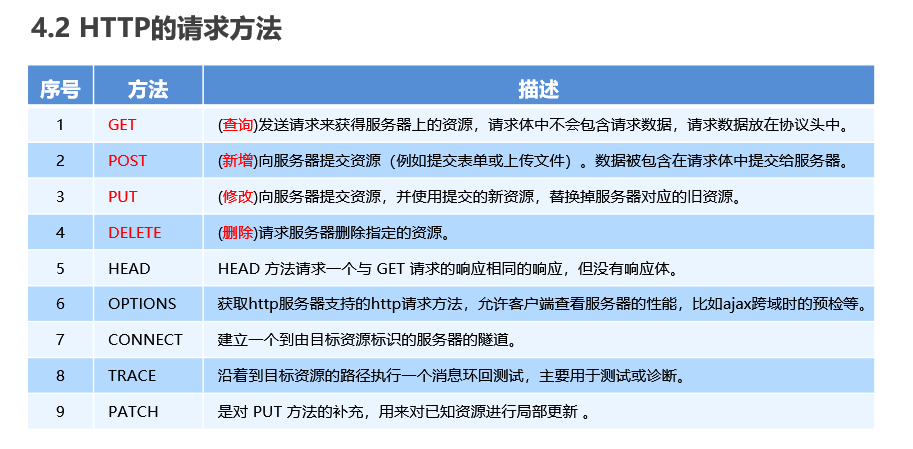 4.2 HTTP的请求方法
序号 方法 描述
1 GET (查询)发送请求来获得服务器上的资源，请求体中不会包含请求数据，请求数据放在协议头中。
2 POST (新增)向服务器提交资源（例如提交表单或上传文件）。数据被包含在请求体中提交给服务器。
3 PUT (修改)向服务器提交资源，并使用提交的新资源，替换掉服务器对应的旧资源。
4 DELETE (删除)请求服务器删除指定的资源。
5 HEAD HEAD 方法请求一个与 GET 请求的响应相同的响应，但没有响应体。
6 OPTIONS 获取http服务器支持的http请求方法，允许客户端查看服务器的性能，比如ajax跨域时的预检等。
7 CONNECT 建立一个到由目标资源标识的服务器的隧道。
8 TRACE 沿着到目标资源的路径执行一个消息环回测试，主要用于测试或诊断。
9 PATCH 是对 PUT 方法的补充，用来对已知资源进行局部更新 。